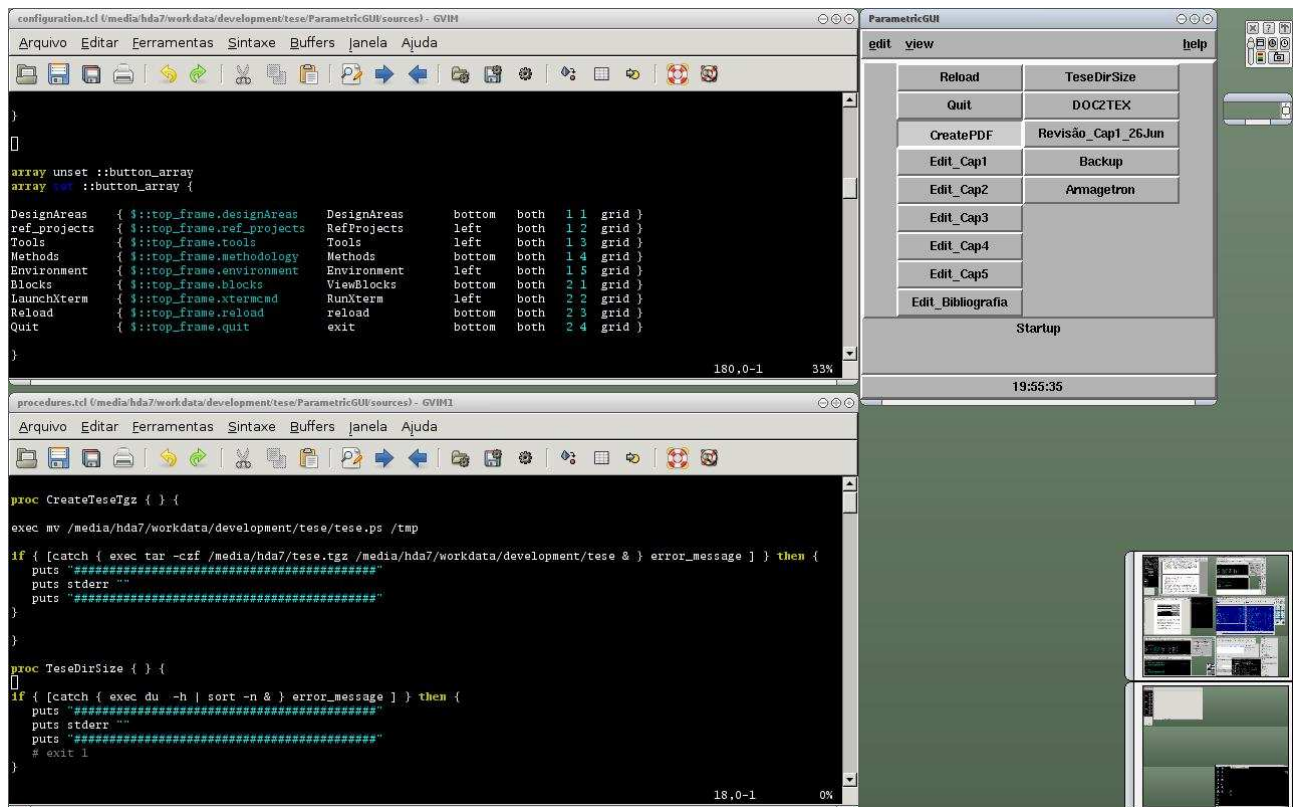 configuration.tcl (/media/hda7/workdata/development/tese/ParametricGUI/sources) - GVIM
Arquivo Editar Ferramentas Sintaxe Buffers Janela Ajuda
}
array unset ::button_array
array set ::button_array {
DesignAreas { $::top_frame.designAreas DesignAreas bottom both 1 1 grid }
ref_projects { $::top_frame.ref_projects RefProjects left both 1 2 grid }
Tools { $::top_frame.tools Tools left both 1 3 grid }
Methods { $::top_frame.methodology Methods bottom both 1 4 grid }
Environment { $::top_frame.environment Environment left both 1 5 grid }
Blocks { $::top_frame.blocks ViewBlocks bottom both 2 1 grid }
LaunchXterm { $::top_frame.xtermcmd RunXterm left both 2 2 grid }
Reload { $::top_frame.reload reload bottom both 2 3 grid }
Quit { $::top_frame.quit exit bottom both 2 4 grid }
}
180,0-1 33%
procedures.tcl (/media/hda7/workdata/development/tese/ParametricGUI/sources) - GVIM1
Arquivo Editar Ferramentas Sintaxe Buffers Janela Ajuda
proc CreateTeseTgz { } {
exec mv /media/hda7/workdata/development/tese/tese.ps /tmp
if { [catch { exec tar -czf /media/hda7/tese.tgz /media/hda7/workdata/development/tese & } error_message ] } then {
puts "###########################################"
puts stderr ""
puts "###########################################"
}
}
proc TeseDirSize { } {
if { [catch { exec du -h | sort -n & } error_message ] } then {
puts "###########################################"
puts stderr ""
puts "###########################################"
# exit 1
}
18,0-1 0%
ParametricGUI
edit view help
Reload TeseDirSize
Quit DOC2TEX
CreatePDF Revisão_Cap1_26Jun
Edit_Cap1 Backup
Edit_Cap2 Armagetron
Edit_Cap3
Edit_Cap4
Edit_Cap5
Edit_Bibliografia
Startup
19:55:35